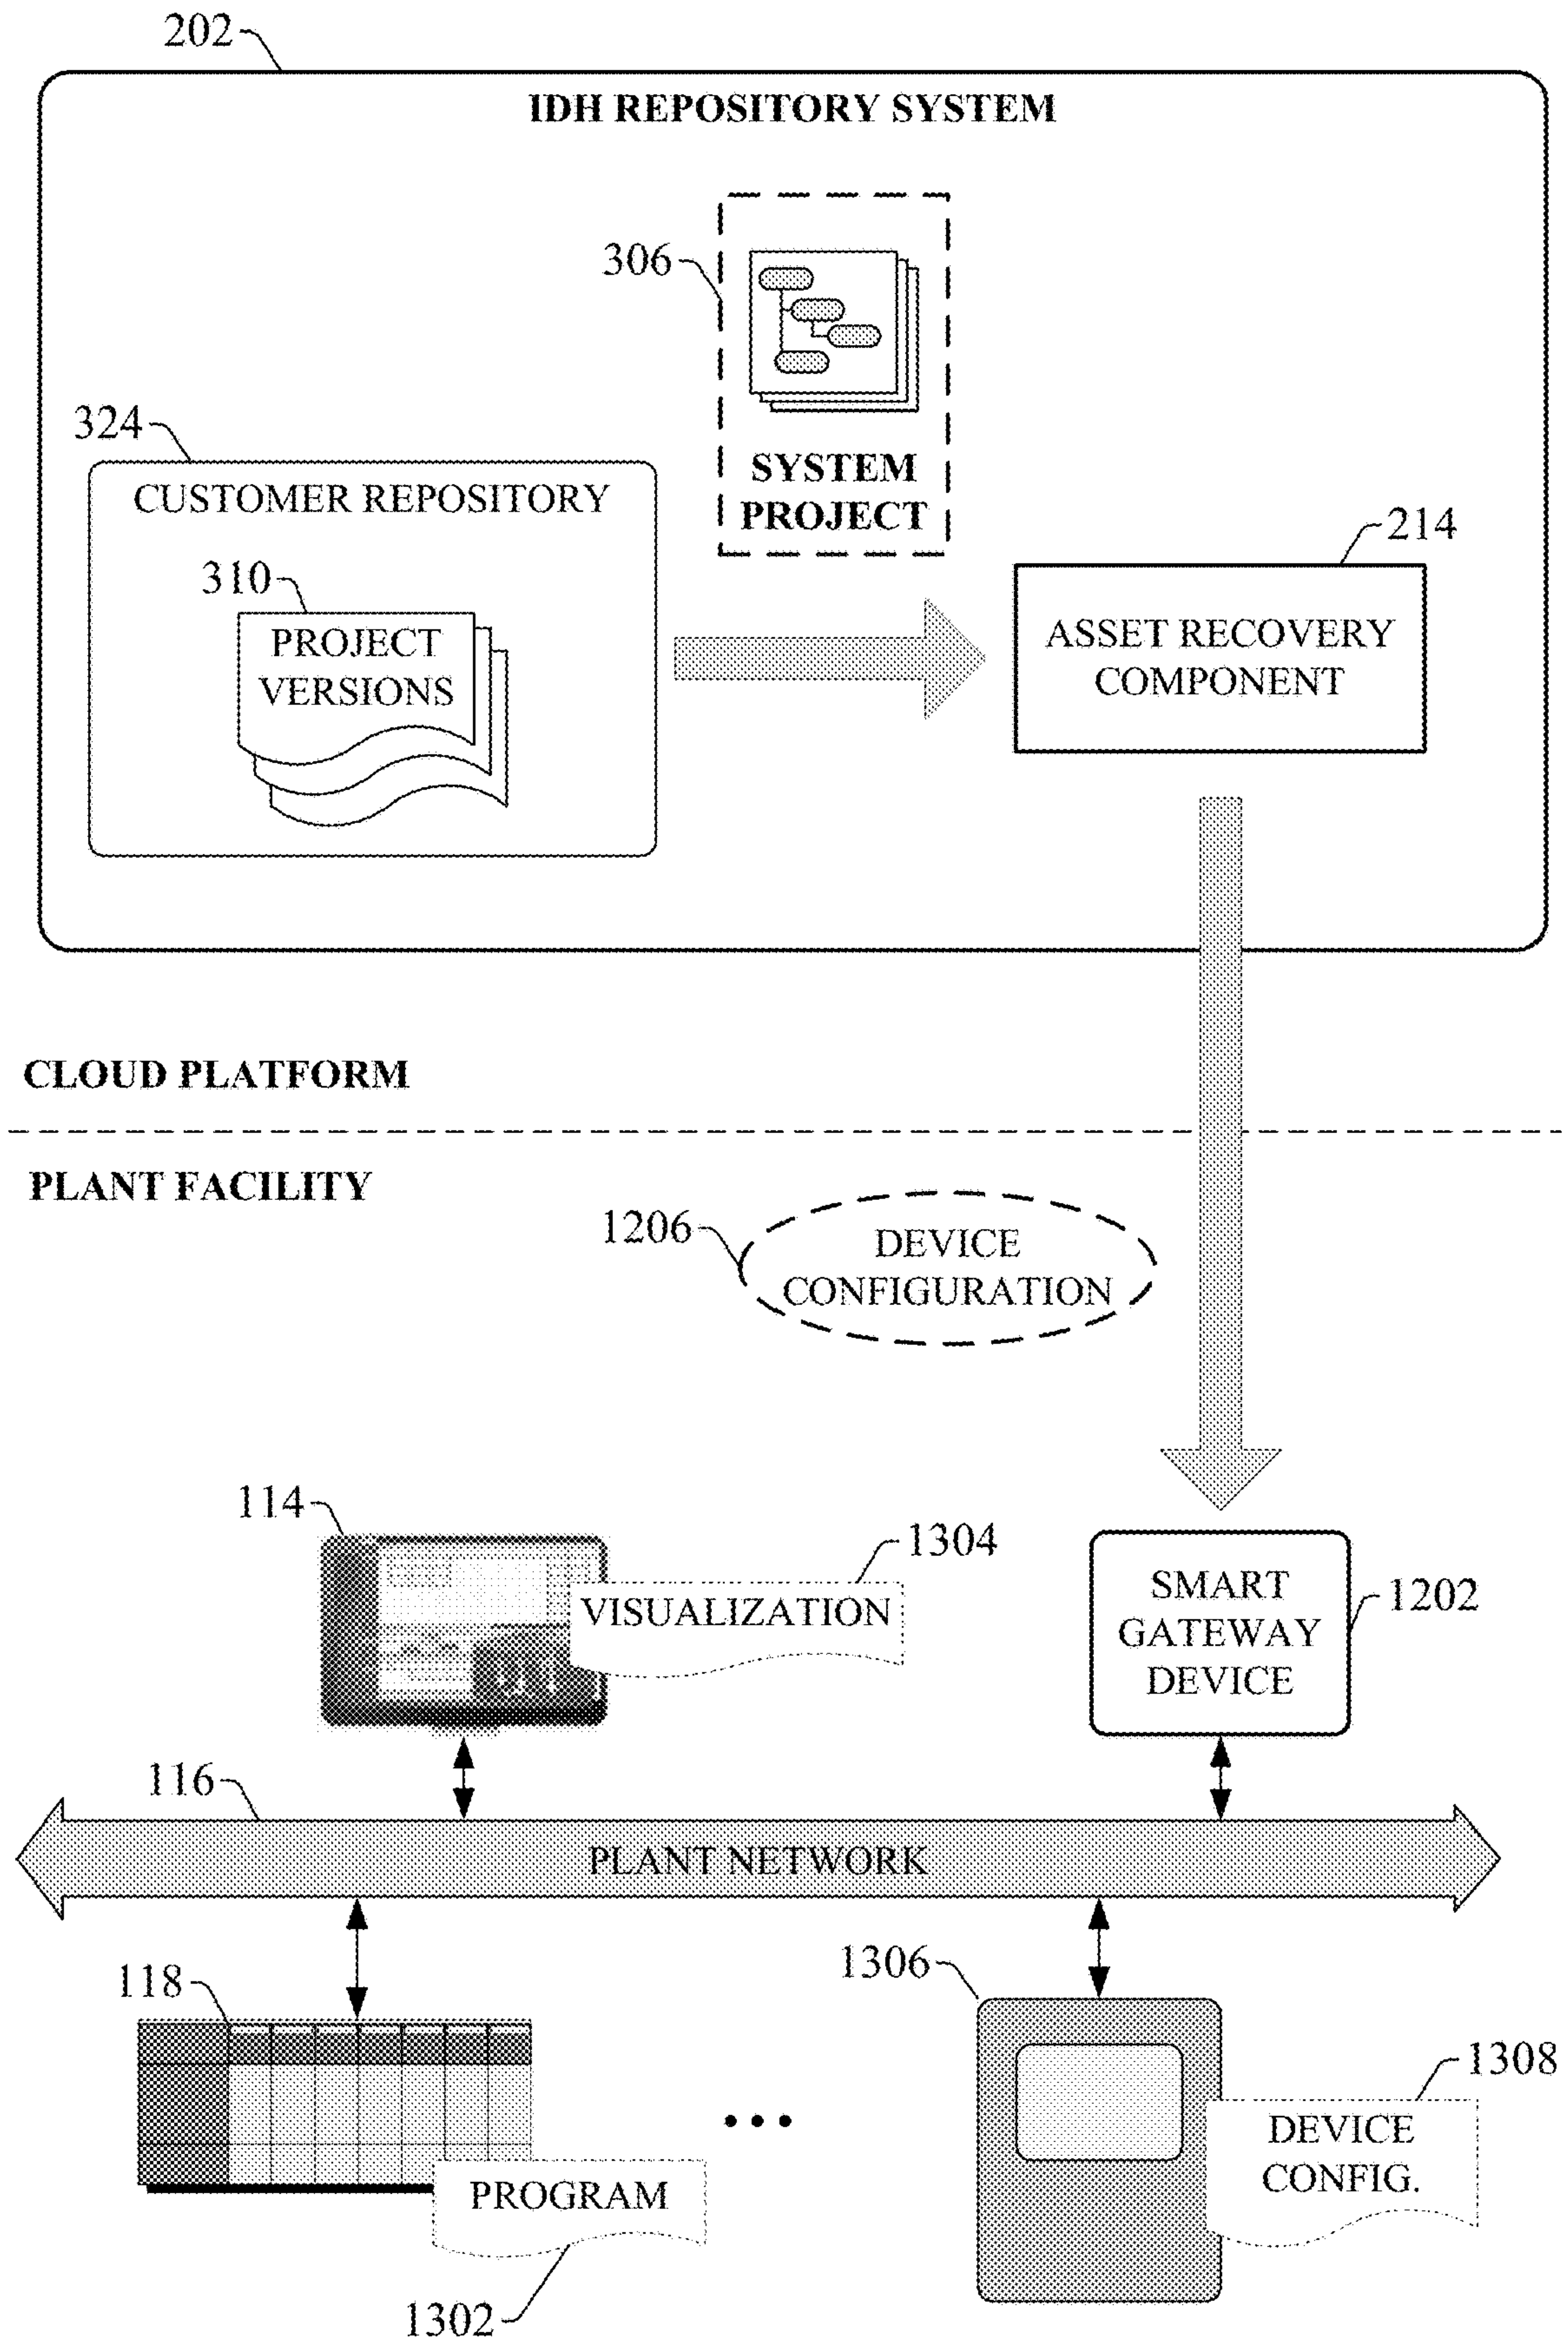 202
IDH REPOSITORY SYSTEM
306
SYSTEM
PROJECT
324
CUSTOMER REPOSITORY
310
PROJECT
VERSIONS
214
ASSET RECOVERY
COMPONENT
CLOUD PLATFORM
PLANT FACILITY
1206
DEVICE
CONFIGURATION
114
1304
VISUALIZATION
SMART
GATEWAY
DEVICE
1202
116
PLANT NETWORK
118
PROGRAM
1302
...
1306
1308
DEVICE
CONFIG.